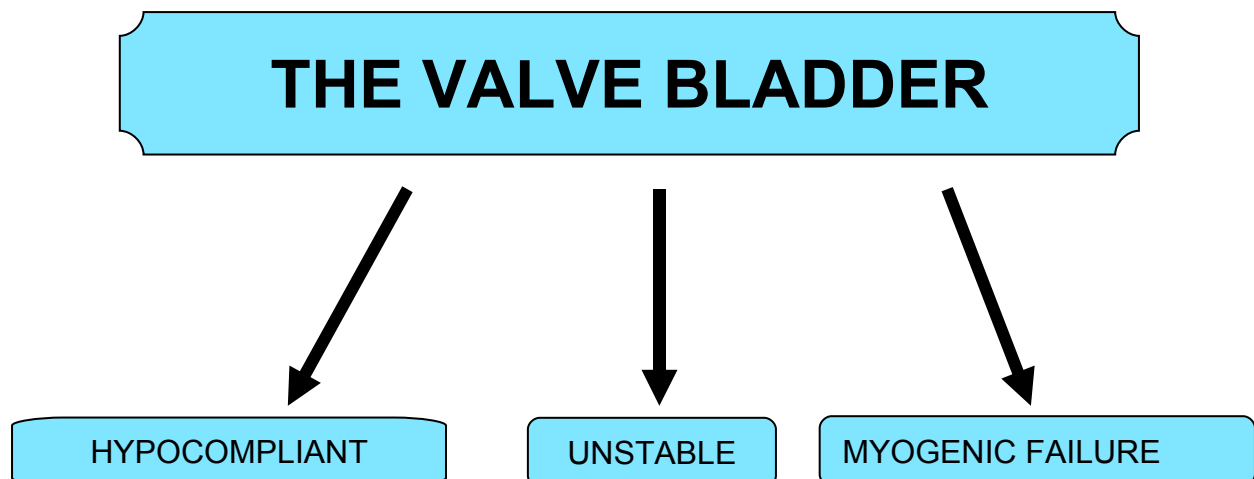 THE VALVE BLADDER
HYPOCOMPLIANT
UNSTABLE
MYOGENIC FAILURE